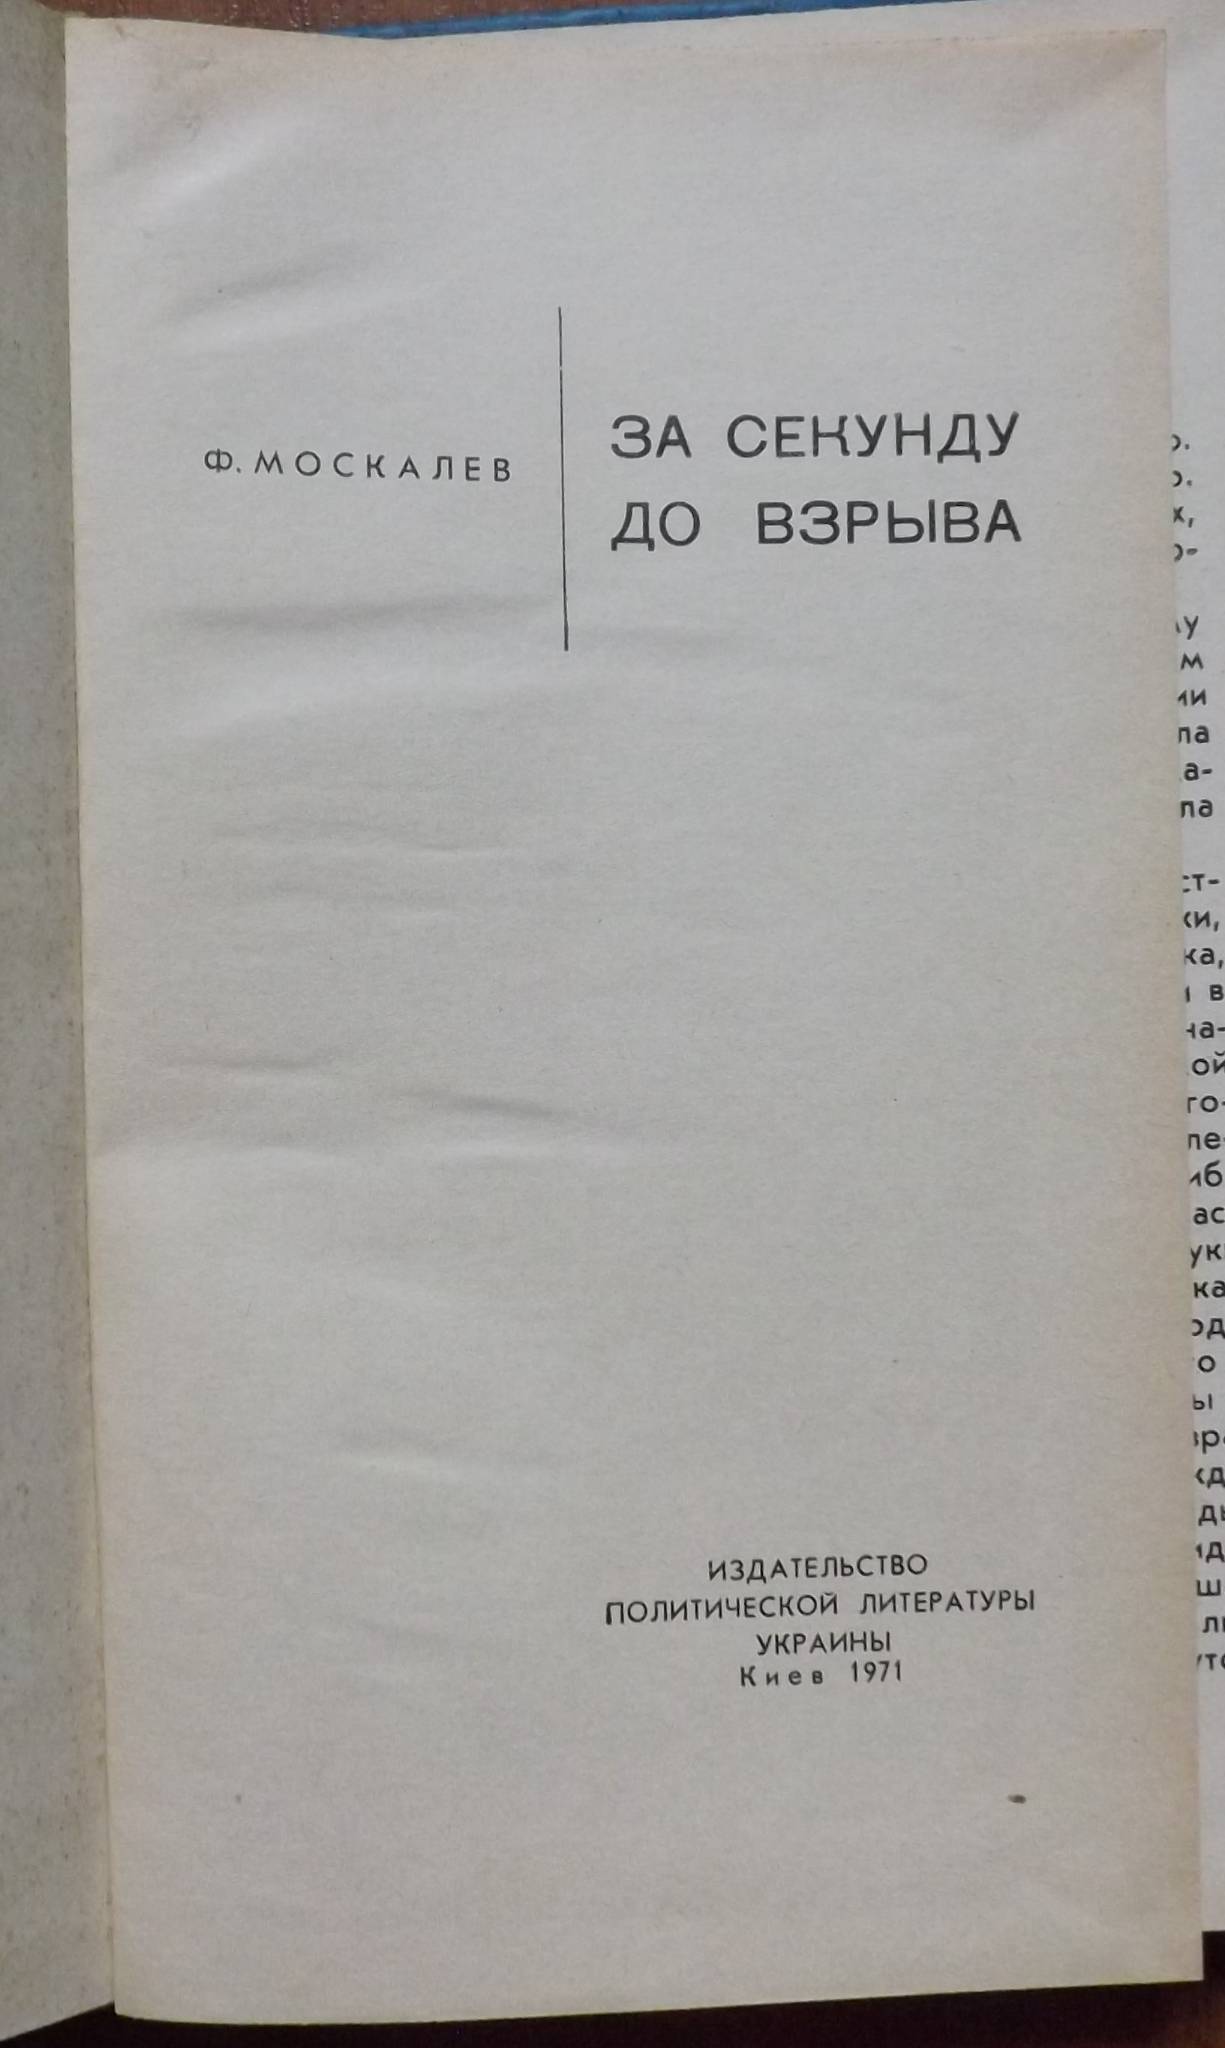 Ф. МОСКАЛЕВ
ЗА СЕКУНДУ
ДО ВЗРЫВА
ИЗДАТЕЛЬСТВО
ПОЛИТИЧЕСКОЙ ЛИТЕРАТУРЫ
УКРАИНЫ
Киев 1971